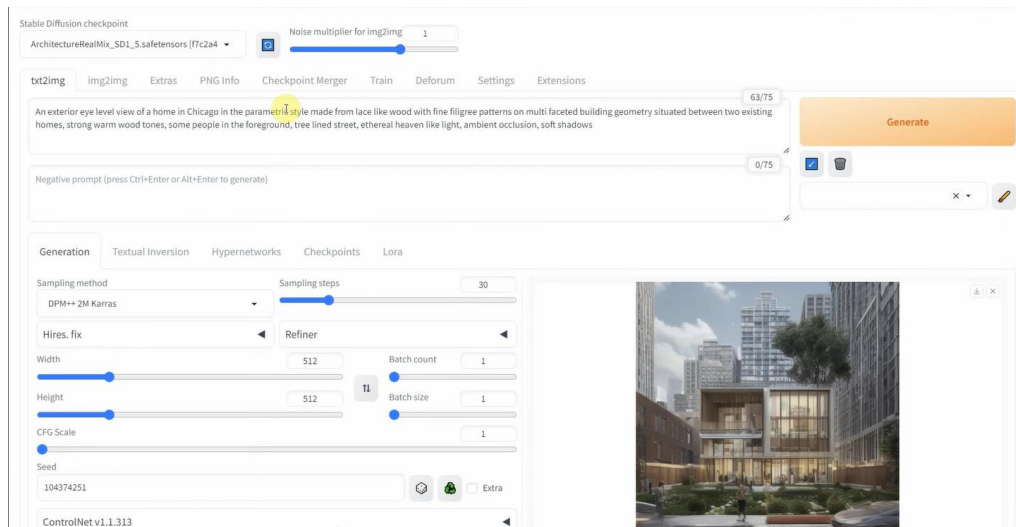 Stable Diffusion checkpoint
ArchitectureRealMix_SD1_5.safetensors [f7c2a4
Noise multiplier for img2img 1
txt2img img2img Extras PNG Info Checkpoint Merger Train Deforum Settings Extensions
63/75
An exterior eye level view of a home in Chicago in the parametric style made from lace like wood with fine filigree patterns on multi faceted building geometry situated between two existing
homes, strong warm wood tones, some people in the foreground, tree lined street, ethereal heaven like light, ambient occlusion, soft shadows
Generate
0/75
Negative prompt (press Ctrl+Enter or Alt+Enter to generate)
Generation Textual Inversion Hypernetworks Checkpoints Lora
Sampling method
DPM++ 2M Karras
Sampling steps 30
Hires. fix
Refiner
Width 512
Batch count 1
Height 512
Batch size 1
CFG Scale 1
Seed
104374251
Extra
ControlNet v1.1.313